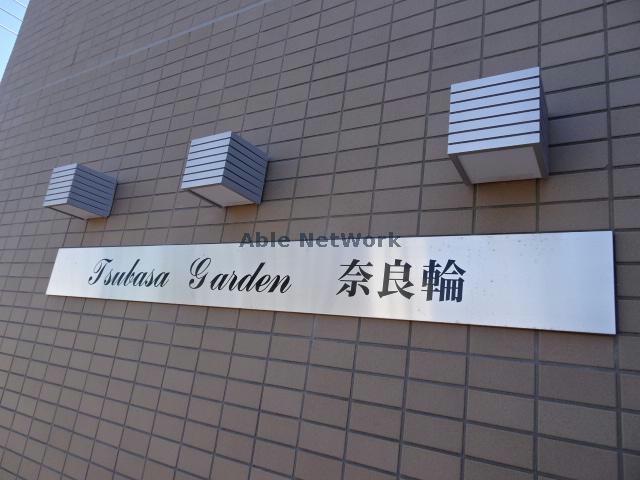 Able NetWork
Tsubasa Garden 奈良輪